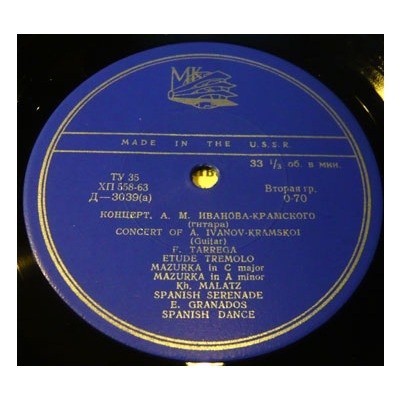 МК
MADE IN THE U.S.S.R.
33 ⅓ об. в мин.
ТУ 35
ХП 558-63
Д—3039(а)
Вторая гр.
0-70
КОНЦЕРТ. А. М. ИВАНОВА-КРАМСКОГО
(гитара)
CONCERT OF A. IVANOV-KRAMSKOI
(Guitar)
F. TARREGA
ETUDE TREMOLO
MAZURKA in C major
MAZURKA in A minor
Kh. MALATZ
SPANISH SERENADE
E. GRANADOS
SPANISH DANCE